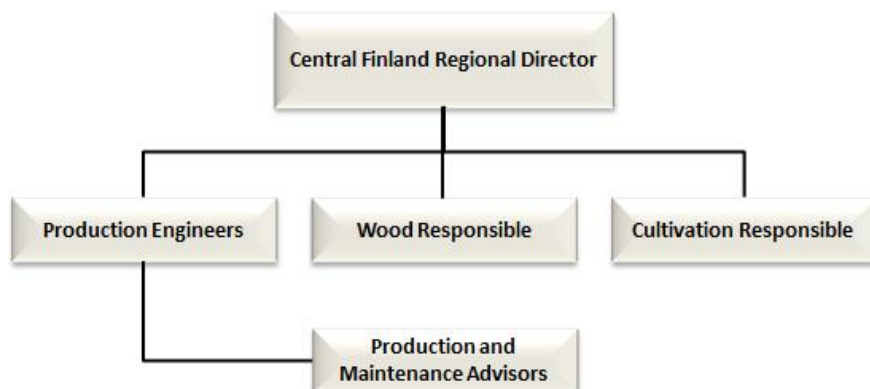 Central Finland Regional Director
Production Engineers
Wood Responsible
Cultivation Responsible
Production and
Maintenance Advisors